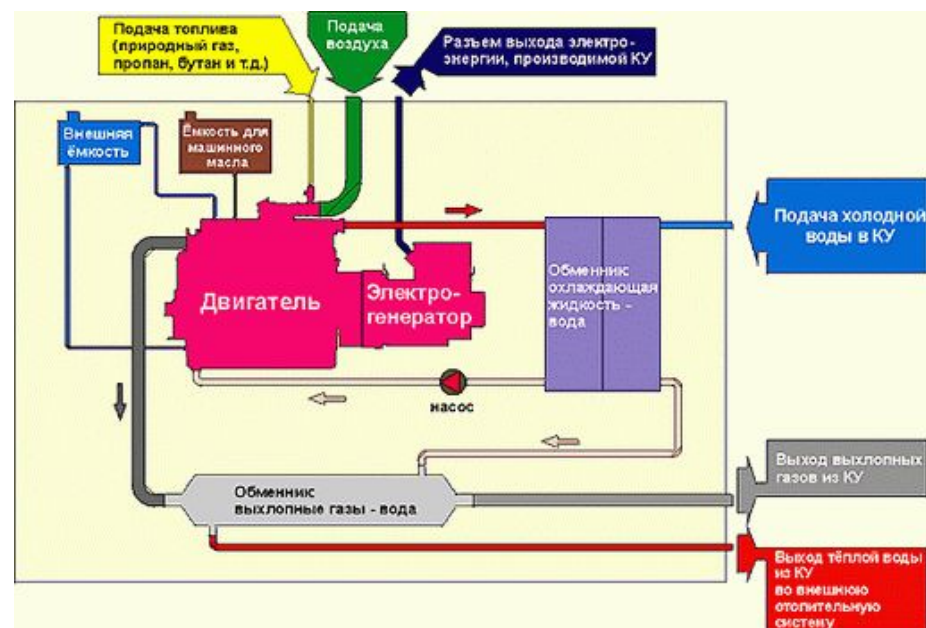 Подача топлива
(природный газ,
пропан, бутан и т.д.)
Подача
воздуха
Разъем выхода электро-
энергии, производимой КУ
Внешняя
ёмкость
Ёмкость для
машинного
масла
Подача холодной
воды в КУ
Двигатель
Электро-
генератор
Обменник
охлаждающая
жидкость -
вода
насос
Обменник
выхлопные газы - вода
Выход выхлопных
газов из КУ
Выход тёплой воды
из КУ
во внешнюю
отопительную
систему